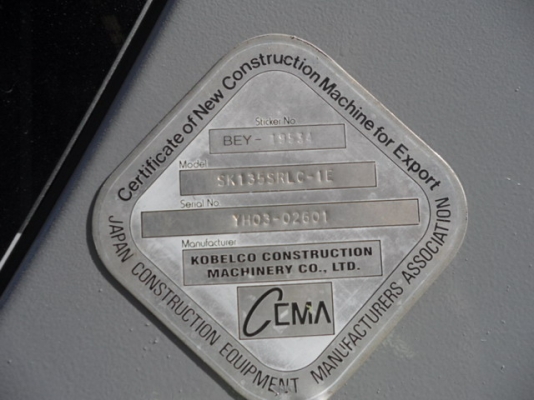 Certificate of New Construction Machine for Export
Sticker No.
BEY- 19534
Model
SK135SRLC-1E
Serial No.
YH03-02601
Manufacturer
KOBELCO CONSTRUCTION
MACHINERY CO., LTD.
CEMA
JAPAN CONSTRUCTION EQUIPMENT MANUFACTURERS ASSOCIATION